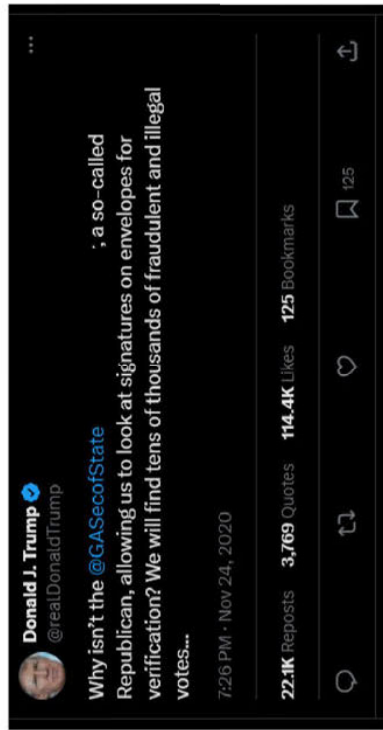 Donald J. Trump
@realDonaldTrump
...
Why isn't the @GASecofState ; a so-called
Republican, allowing us to look at signatures on envelopes for
verification? We will find tens of thousands of fraudulent and illegal
votes...
7:26 PM · Nov 24, 2020
22.1K Reposts 3,769 Quotes 114.4K Likes 125 Bookmarks
125